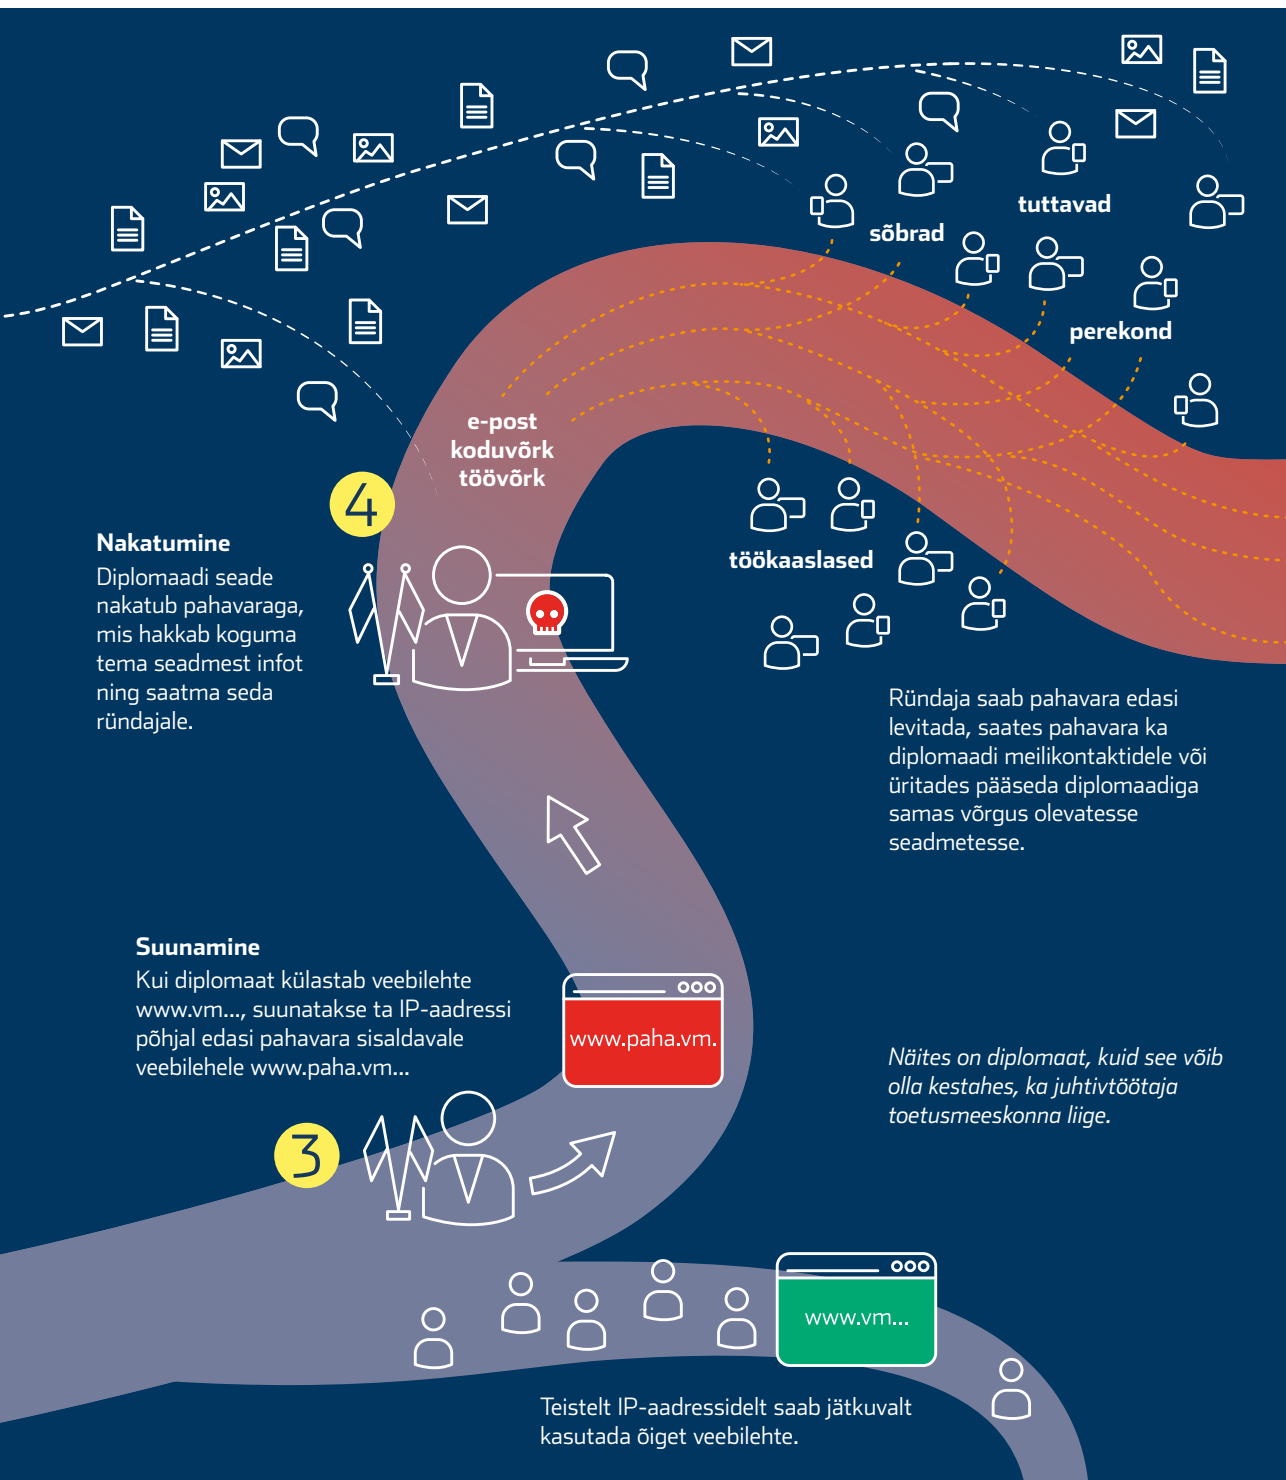 tuttavad
sõbrad
perekond
e-post
koduvõrk
töövõrk
4
Nakatumine
Diplomaadi seade
nakatub pahavaraga,
mis hakkab koguma
tema seadmest infot
ning saatma seda
ründajale.
töökaaslased
Ründaja saab pahavara edasi
levitada, saates pahavara ka
diplomaadi meilikontaktidele või
üritades pääseda diplomaadiga
samas võrgus olevatesse
seadmetesse.
Suunamine
Kui diplomaat külastab veebilehte
www.vm..., suunatakse ta IP-aadressi
põhjal edasi pahavara sisaldavale
veebilehele www.paha.vm...
www.paha.vm.
Näites on diplomaat, kuid see võib
olla kestahes, ka juhtivtöötaja
toetusmeeskonna liige.
3
www.vm...
Teistelt IP-aadressidelt saab jätkuvalt
kasutada õiget veebilehte.